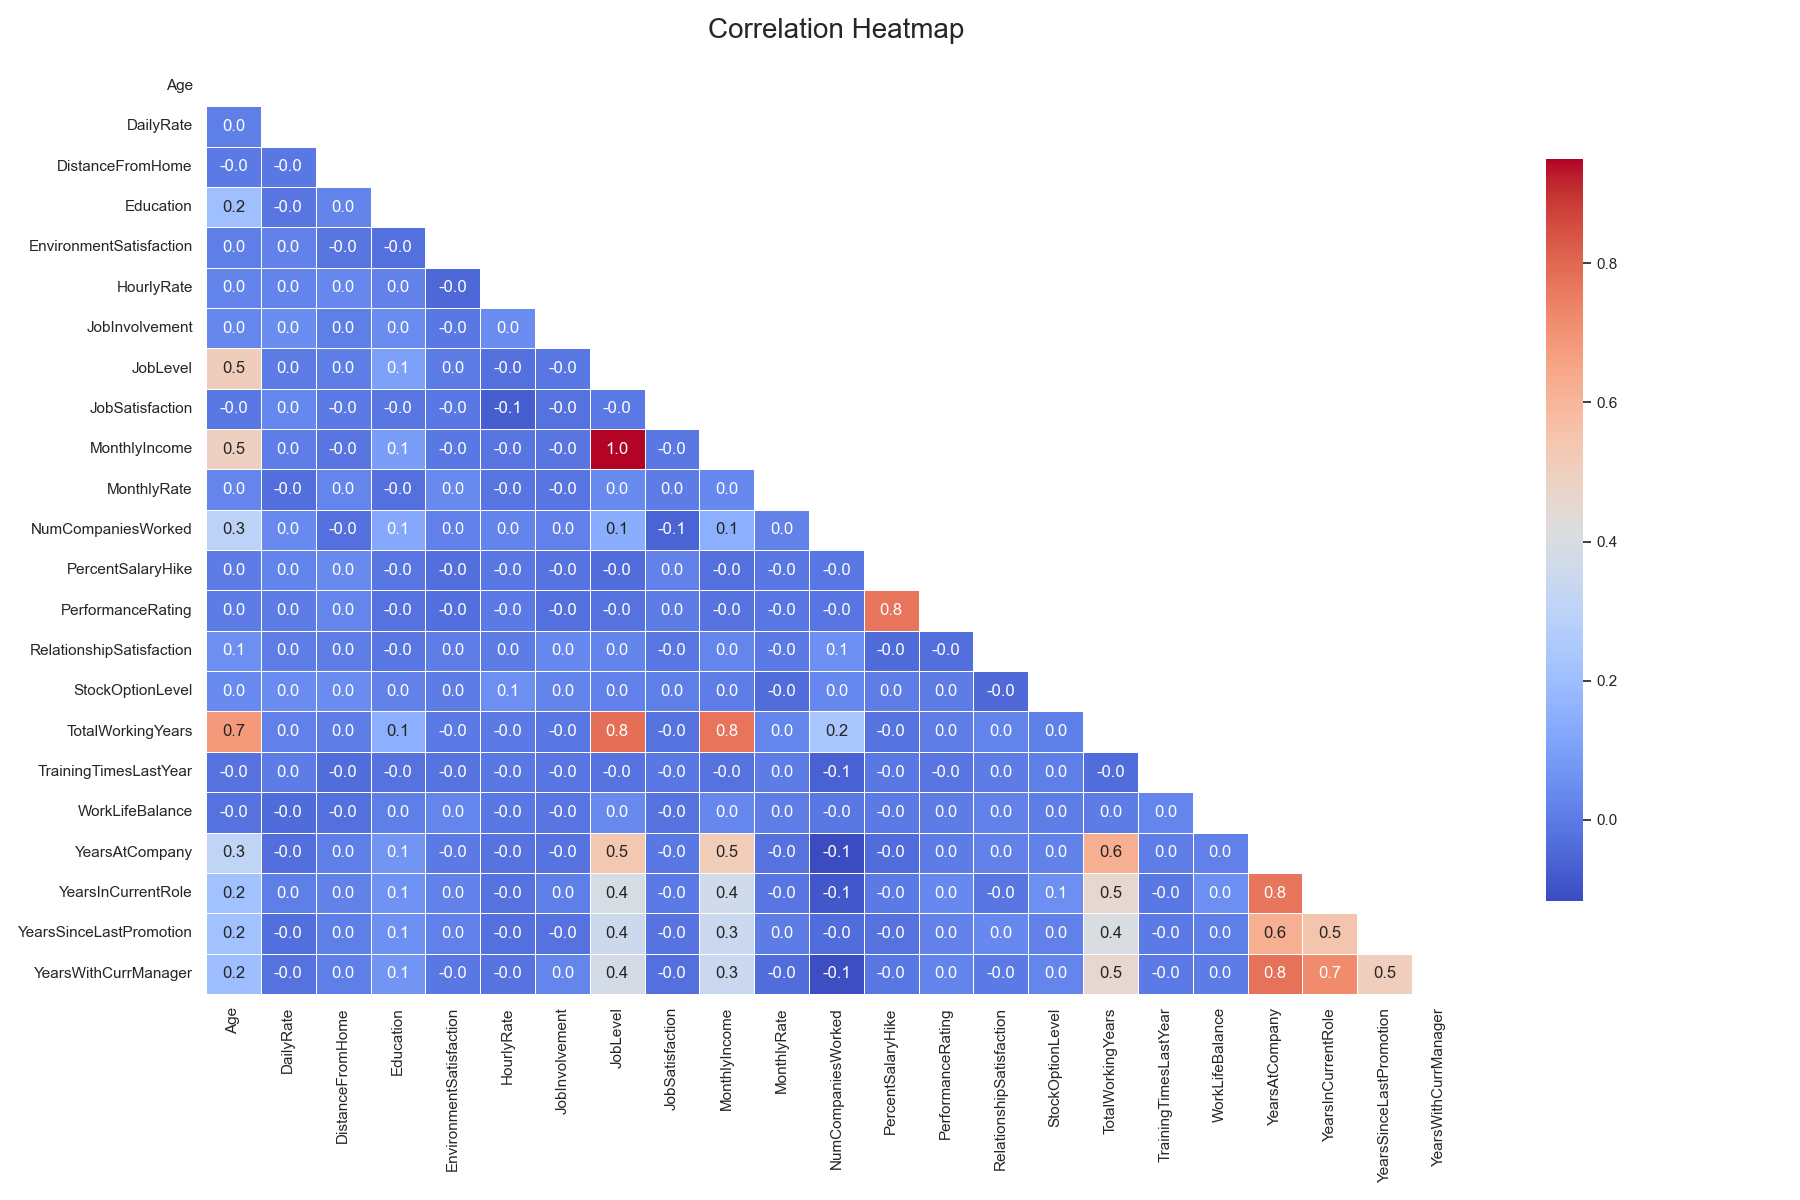 Correlation Heatmap
Age
DailyRate 0.0
DistanceFromHome -0.0 -0.0
Education 0.2 -0.0 0.0
EnvironmentSatisfaction 0.0 0.0 -0.0 -0.0
HourlyRate 0.0 0.0 0.0 0.0 -0.0
JobInvolvement 0.0 0.0 0.0 0.0 -0.0 0.0
JobLevel 0.5 0.0 0.0 0.1 0.0 -0.0 -0.0
JobSatisfaction -0.0 0.0 -0.0 -0.0 -0.0 -0.1 -0.0 -0.0
MonthlyIncome 0.5 0.0 -0.0 0.1 -0.0 -0.0 -0.0 1.0 -0.0
MonthlyRate 0.0 -0.0 0.0 -0.0 0.0 -0.0 -0.0 0.0 0.0 0.0
NumCompaniesWorked 0.3 0.0 -0.0 0.1 0.0 0.0 0.0 0.1 -0.1 0.1 0.0
PercentSalaryHike 0.0 0.0 0.0 -0.0 -0.0 -0.0 -0.0 -0.0 0.0 -0.0 -0.0 -0.0
PerformanceRating 0.0 0.0 0.0 -0.0 -0.0 -0.0 -0.0 -0.0 0.0 -0.0 -0.0 -0.0 0.8
RelationshipSatisfaction 0.1 0.0 0.0 -0.0 0.0 0.0 0.0 0.0 -0.0 0.0 -0.0 0.1 -0.0 -0.0
StockOptionLevel 0.0 0.0 0.0 0.0 0.0 0.1 0.0 0.0 0.0 0.0 -0.0 0.0 0.0 0.0 -0.0
TotalWorkingYears 0.7 0.0 0.0 0.1 -0.0 -0.0 -0.0 0.8 -0.0 0.8 0.0 0.2 -0.0 0.0 0.0 0.0
TrainingTimesLastYear -0.0 0.0 -0.0 -0.0 -0.0 -0.0 -0.0 -0.0 -0.0 -0.0 0.0 -0.1 -0.0 -0.0 0.0 0.0 -0.0
WorkLifeBalance -0.0 -0.0 -0.0 0.0 0.0 -0.0 -0.0 0.0 -0.0 0.0 0.0 -0.0 -0.0 0.0 0.0 0.0 0.0 0.0
YearsAtCompany 0.3 -0.0 0.0 0.1 0.0 -0.0 -0.0 0.5 -0.0 0.5 -0.0 -0.1 -0.0 0.0 0.0 0.0 0.6 0.0 0.0
YearsInCurrentRole 0.2 0.0 0.0 0.1 0.0 -0.0 0.0 0.4 -0.0 0.4 -0.0 -0.1 -0.0 0.0 -0.0 0.1 0.5 -0.0 0.0 0.8
YearsSinceLastPromotion 0.2 -0.0 0.0 0.1 0.0 -0.0 -0.0 0.4 -0.0 0.3 0.0 -0.0 -0.0 0.0 0.0 0.0 0.4 -0.0 0.0 0.6 0.5
YearsWithCurrManager 0.2 -0.0 0.0 0.1 -0.0 -0.0 0.0 0.4 -0.0 0.3 -0.0 -0.1 -0.0 0.0 -0.0 0.0 0.5 -0.0 0.0 0.8 0.7 0.5
Age
DailyRate
DistanceFromHome
Education
EnvironmentSatisfaction
HourlyRate
JobInvolvement
JobLevel
JobSatisfaction
MonthlyIncome
MonthlyRate
NumCompaniesWorked
PercentSalaryHike
PerformanceRating
RelationshipSatisfaction
StockOptionLevel
TotalWorkingYears
TrainingTimesLastYear
WorkLifeBalance
YearsAtCompany
YearsInCurrentRole
YearsSinceLastPromotion
YearsWithCurrManager
0.8
0.6
0.4
0.2
0.0